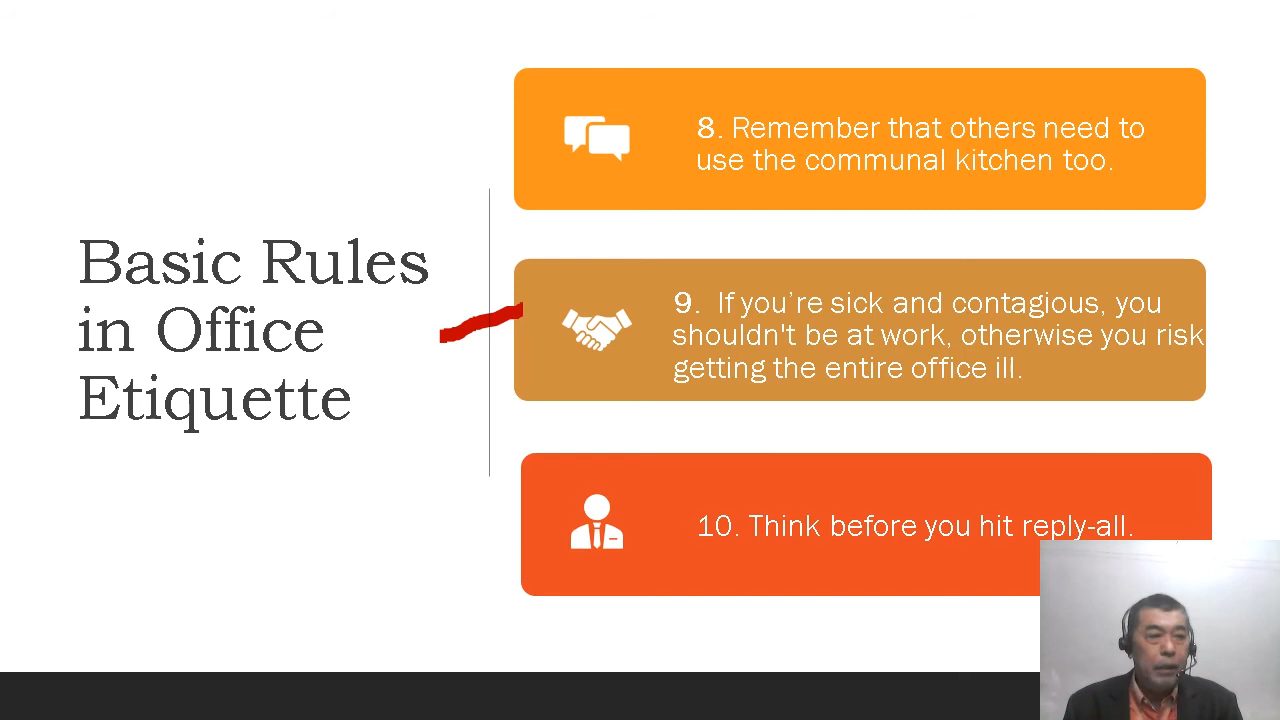 Basic Rules
in Office
Etiquette
8. Remember that others need to
use the communal kitchen too.
9.  If you’re sick and contagious, you
shouldn't be at work, otherwise you risk
getting the entire office ill.
10. Think before you hit reply-all.